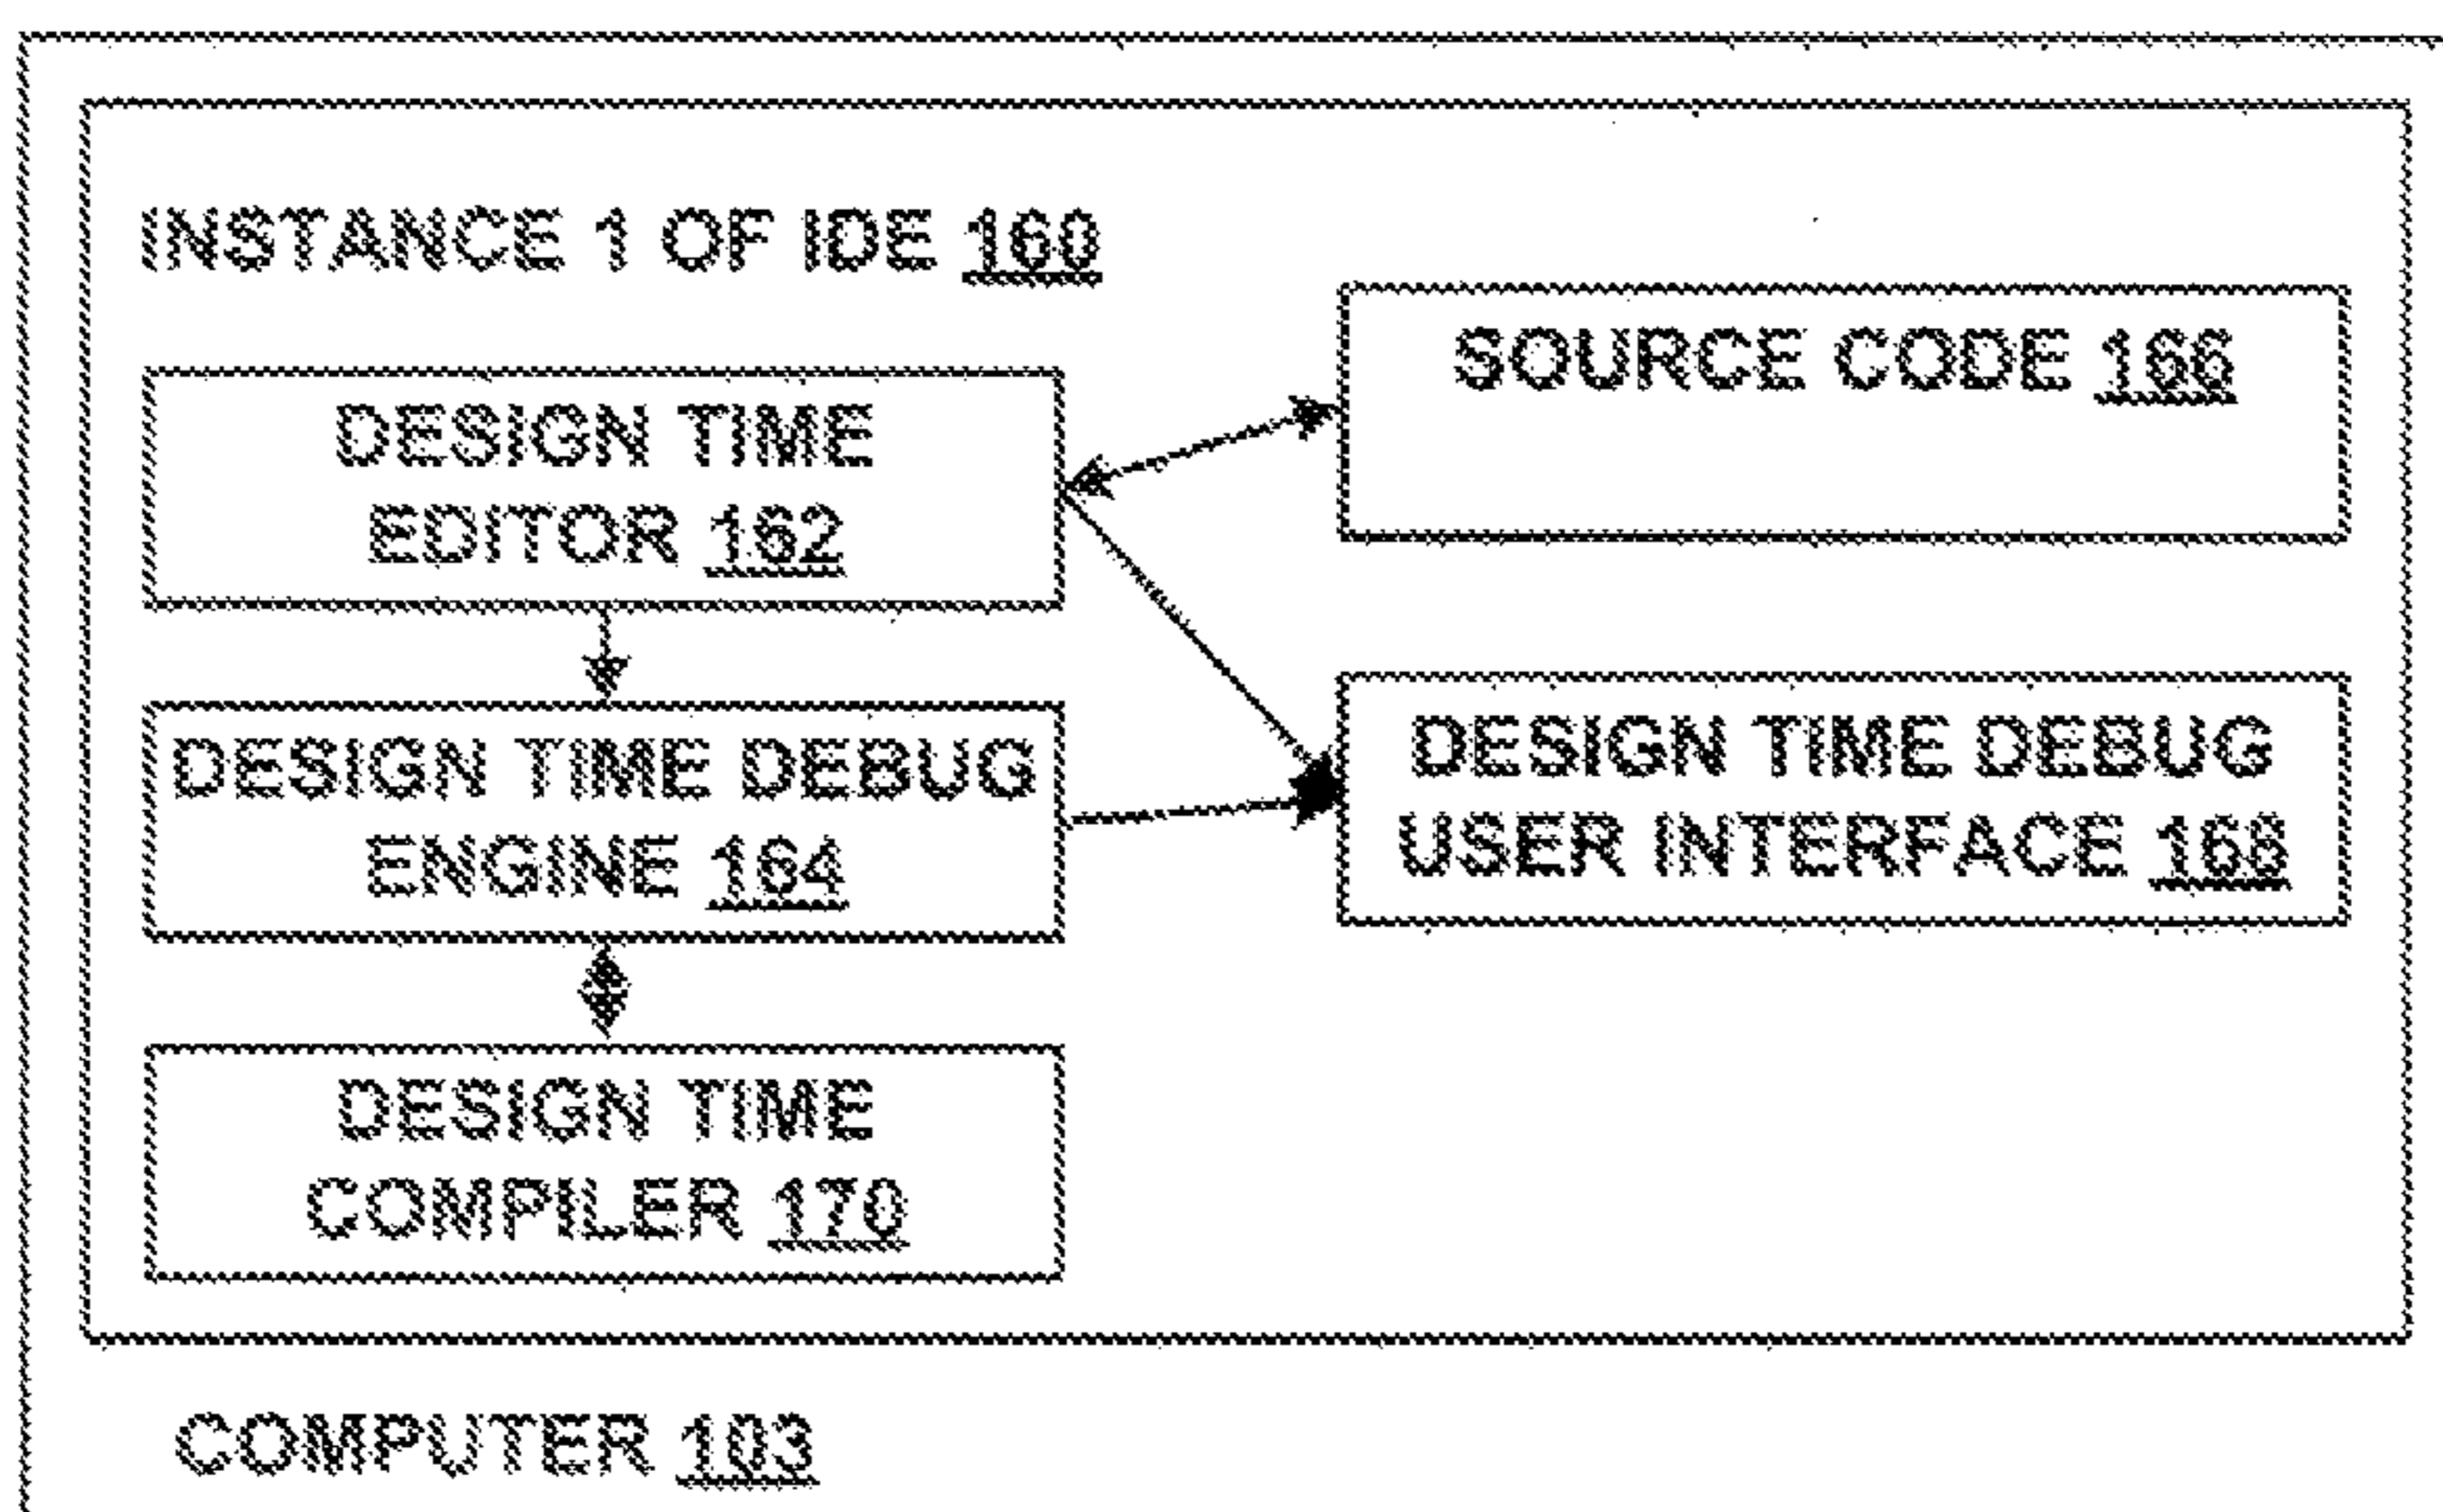 INSTANCE 1 OF IDE 160
SOURCE CODE 166
DESIGN TIME
EDITOR 162
DESIGN TIME DEBUG
ENGINE 164
DESIGN TIME DEBUG
USER INTERFACE 168
DESIGN TIME
COMPILER 170
COMPUTER 103